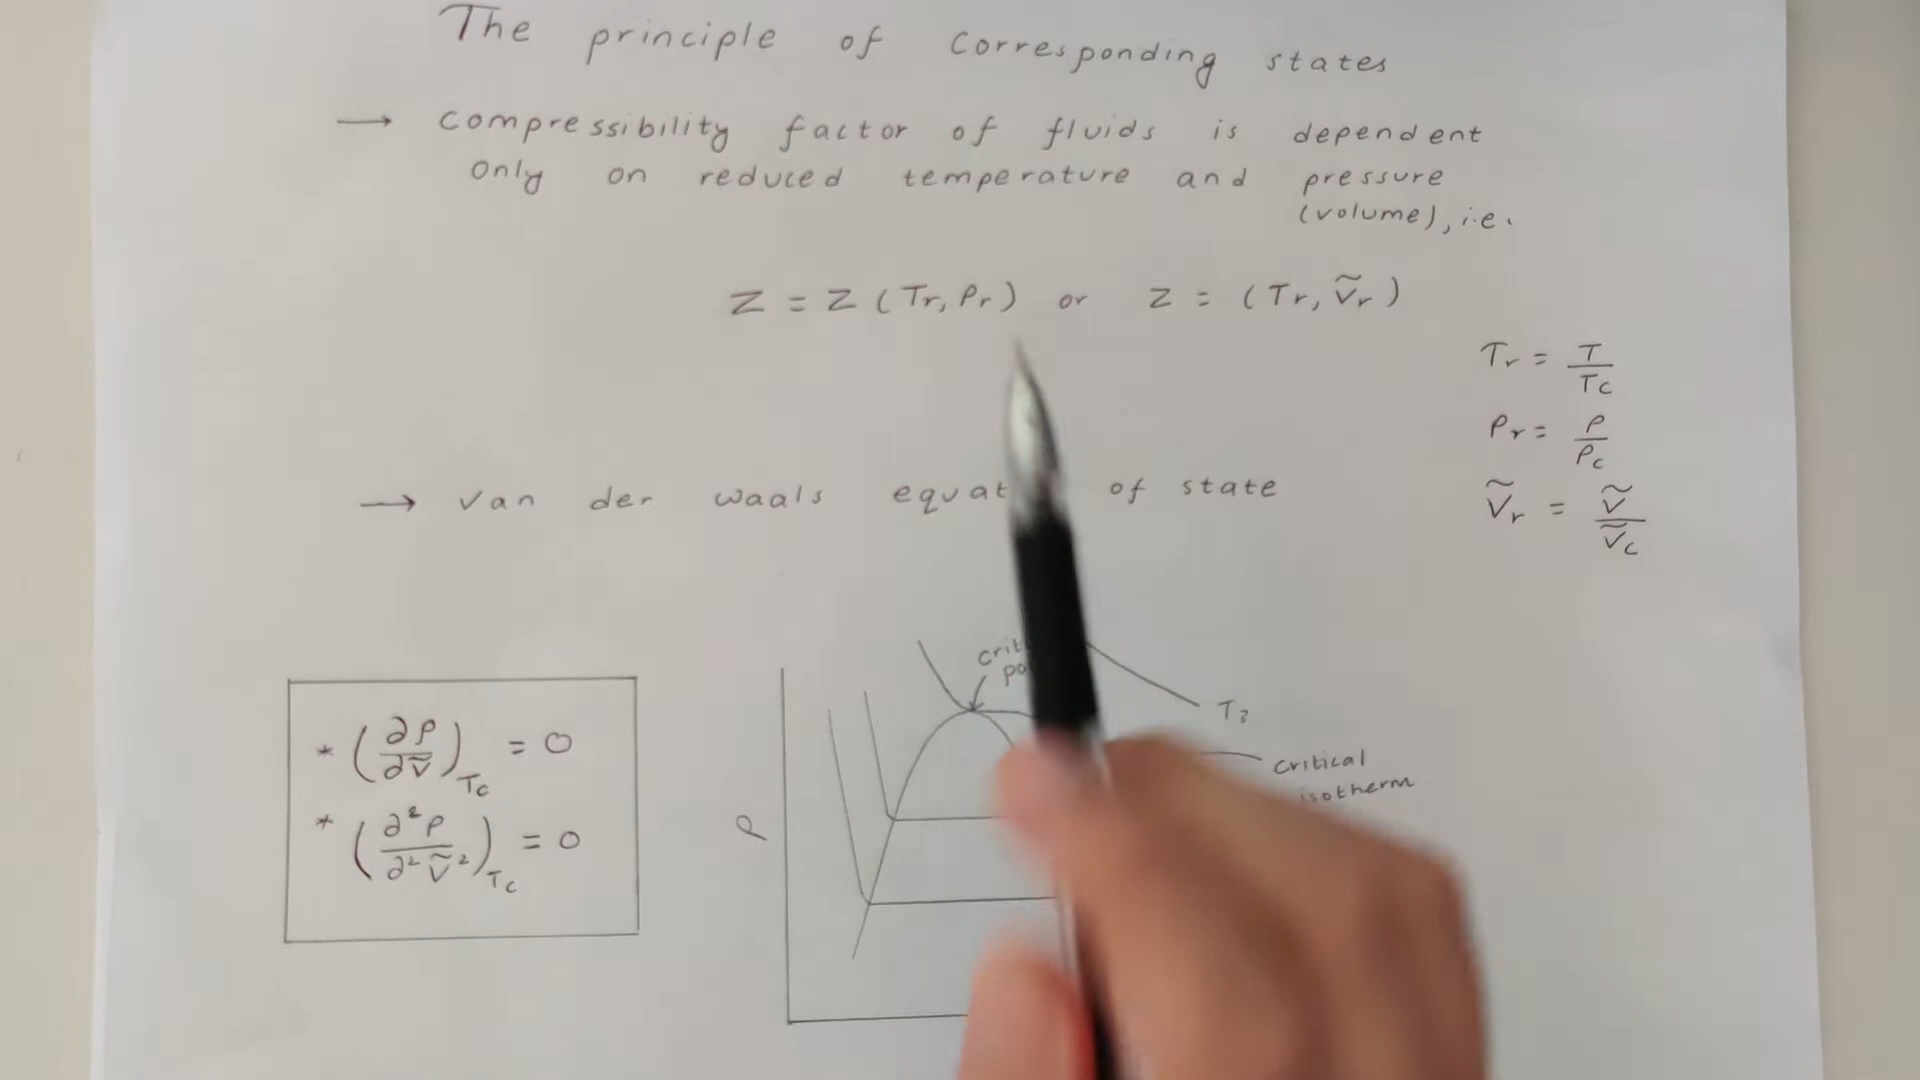 The principle of corresponding states
→ compressibility factor of fluids is dependent
only on reduced temperature and pressure
(volume), i.e.
Z = Z (Tr, Pr) or Z = (Tr, Ṽr)
Tr = T/Tc
Pr = P/Pc
Ṽr = Ṽ/Ṽc
→ van der waals of state
* (∂P/∂Ṽ)Tc = 0
* (∂²P/∂²Ṽ²)Tc = 0
critical
isotherm
P